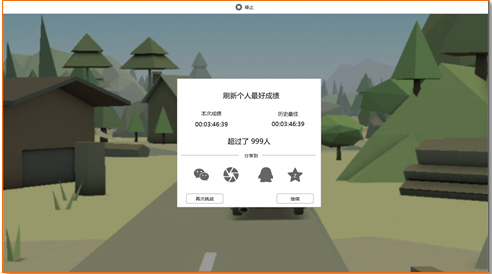 停止
刷新个人最好成绩
本次成绩 历史最佳
00:03:46:39 00:03:46:39
超过了 999人
分享到
再次挑战 继续